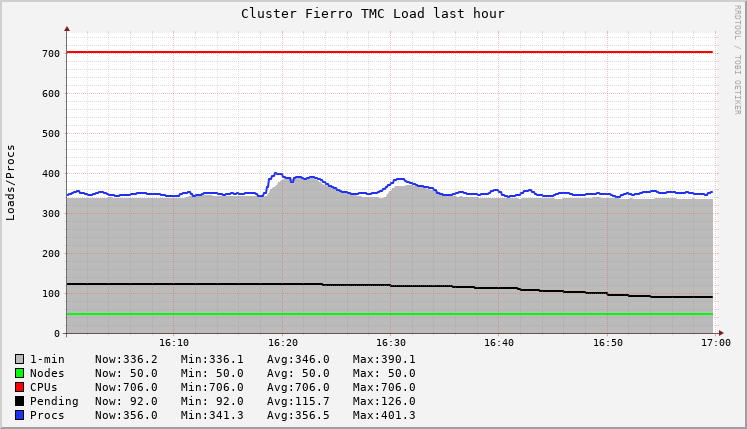 Cluster Fierro TMC Load last hour
RRDTOOL / TOBI OETIKER
Loads/Procs
700
600
500
400
300
200
100
0
16:10 16:20 16:30 16:40 16:50 17:00
1-min Now:336.2 Min:336.1 Avg:346.0 Max:390.1
Nodes Now: 50.0 Min: 50.0 Avg: 50.0 Max: 50.0
CPUs Now:706.0 Min:706.0 Avg:706.0 Max:706.0
Pending Now: 92.0 Min: 92.0 Avg:115.7 Max:126.0
Procs Now:356.0 Min:341.3 Avg:356.5 Max:401.3